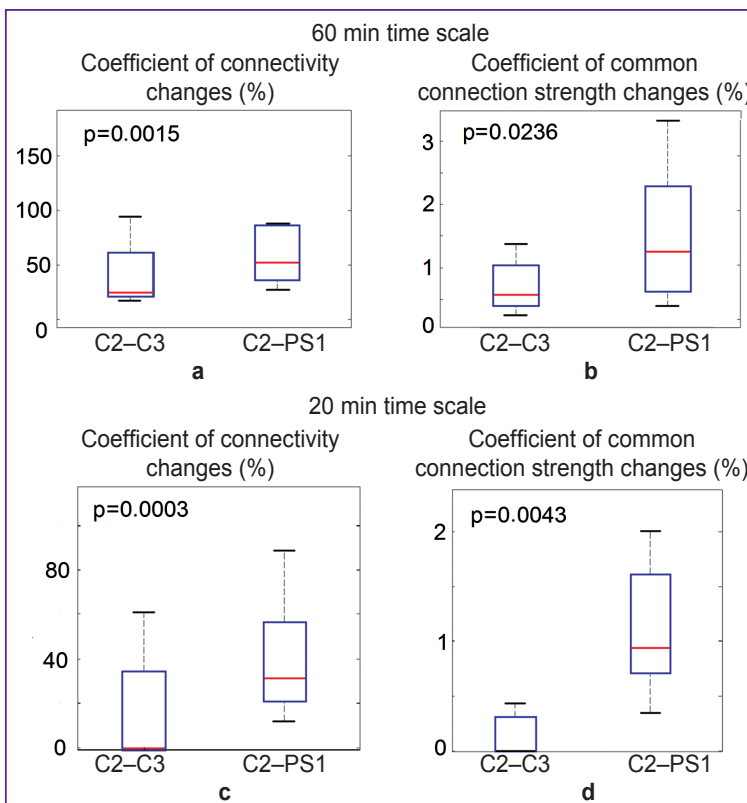 60 min time scale
Coefficient of connectivity
changes (%)
p=0.0015
150
100
50
0
C2–C3
C2–PS1
a
Coefficient of common
connection strength changes (%)
p=0.0236
3
2
1
0
C2–C3
C2–PS1
b
20 min time scale
Coefficient of connectivity
changes (%)
p=0.0003
80
40
0
C2–C3
C2–PS1
c
Coefficient of common
connection strength changes (%)
p=0.0043
2
1
0
C2–C3
C2–PS1
d